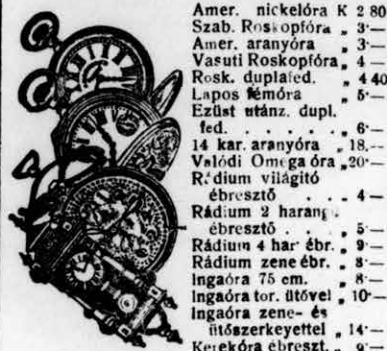 Amer. nickelóra K 2 80
Szab. Roskopfóra „ 3·—
Amer. aranyóra „ 3·—
Vasuti Roskopfóra „ 4—
Rosk. duplafed. „ 4 40
Lapos fémóra „ 5·—
Ezüst utánz. dupl.
fed. . . . . . „ 6·—
14 kar. aranyóra „ 18.—
Valódi Omega óra „ 20·—
Rádium világitó
ébresztő . . . 4—
Rádium 2 harang.
ébresztő . . „ 5·—
Rádium 4 har ébr. „ 9·—
Rádium zene ébr. „ 8·—
Ingaóra 75 cm. „ 8·—
Ingaóra tor. ütővel „ 10·—
Ingaóra zene- és
ütőszerkeyettel „ 14·—
Kerekóra ébreszt. „ 9·—